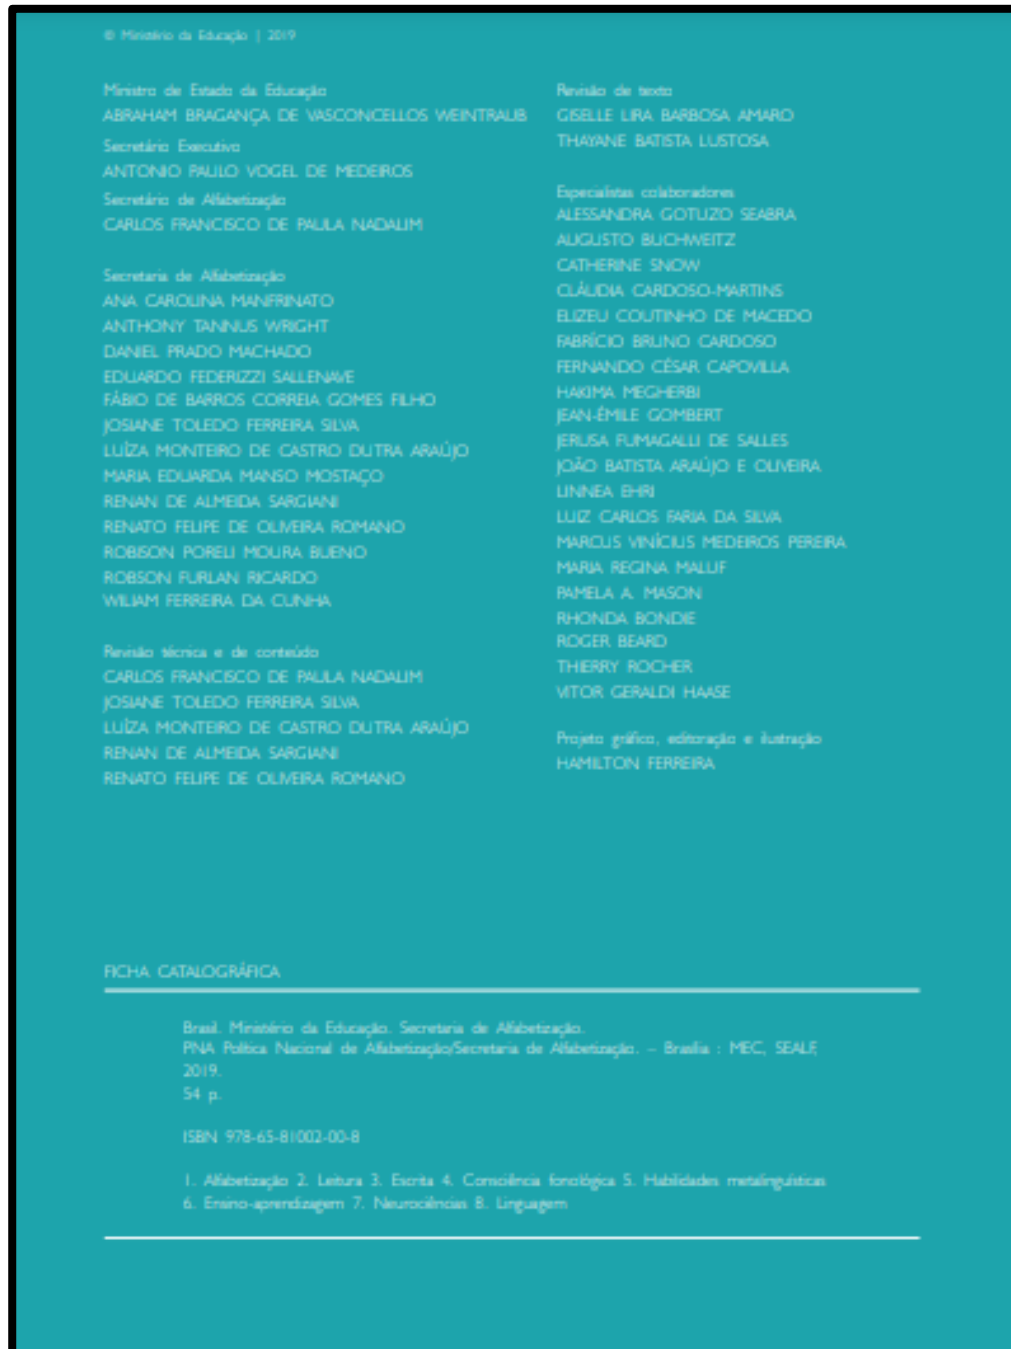 © Ministério da Educação | 2019
Ministro de Estado da Educação
ABRAHAM BRAGANÇA DE VASCONCELLOS WEINTRAUB
Secretário Executivo
ANTONIO PAULO VOGEL DE MEDEIROS
Secretário de Alfabetização
CARLOS FRANCISCO DE PAULA NADALIM
Secretaria de Alfabetização
ANA CAROLINA MANFRINATO
ANTHONY TANNUS WRIGHT
DANIEL PRADO MACHADO
EDUARDO FEDERIZZI SALLENAVE
FÁBIO DE BARROS CORREIA GOMES FILHO
JOSIANE TOLEDO FERREIRA SILVA
LUÍZA MONTEIRO DE CASTRO DUTRA ARAÚJO
MARIA EDUARDA MANSO MOSTAÇO
RENAN DE ALMEIDA SARGIANI
RENATO FELIPE DE OLIVEIRA ROMANO
ROBISON PORELI MOURA BUENO
ROBSON FURLAN RICARDO
WILIAM FERREIRA DA CUNHA
Revisão técnica e de conteúdo
CARLOS FRANCISCO DE PAULA NADALIM
JOSIANE TOLEDO FERREIRA SILVA
LUÍZA MONTEIRO DE CASTRO DUTRA ARAÚJO
RENAN DE ALMEIDA SARGIANI
RENATO FELIPE DE OLIVEIRA ROMANO
Revisão de texto
GISELLE LIRA BARBOSA AMARO
THAYANE BATISTA LUSTOSA
Especialistas colaboradores
ALESSANDRA GOTUZO SEABRA
AUGUSTO BUCHWEITZ
CATHERINE SNOW
CLÁUDIA CARDOSO-MARTINS
ELIZEU COUTINHO DE MACEDO
FABRÍCIO BRUNO CARDOSO
FERNANDO CÉSAR CAPOVILLA
HAKIMA MEGHERBI
JEAN-ÉMILE GOMBERT
JERUSA FUMAGALLI DE SALLES
JOÃO BATISTA ARAÚJO E OLIVEIRA
LINNEA EHRI
LUIZ CARLOS FARIA DA SILVA
MARCUS VINÍCIUS MEDEIROS PEREIRA
MARIA REGINA MALUF
PAMELA A. MASON
RHONDA BONDIE
ROGER BEARD
THIERRY ROCHER
VITOR GERALDI HAASE
Projeto gráfico, editoração e ilustração
HAMILTON FERREIRA
FICHA CATALOGRÁFICA
Brasil. Ministério da Educação. Secretaria de Alfabetização.
PNA Política Nacional de Alfabetização/Secretaria de Alfabetização. – Brasília : MEC, SEALF,
2019.
54 p.
ISBN 978-65-81002-00-8
1. Alfabetização 2. Leitura 3. Escrita 4. Consciência fonológica 5. Habilidades metalinguísticas
6. Ensino-aprendizagem 7. Neurociências 8. Linguagem